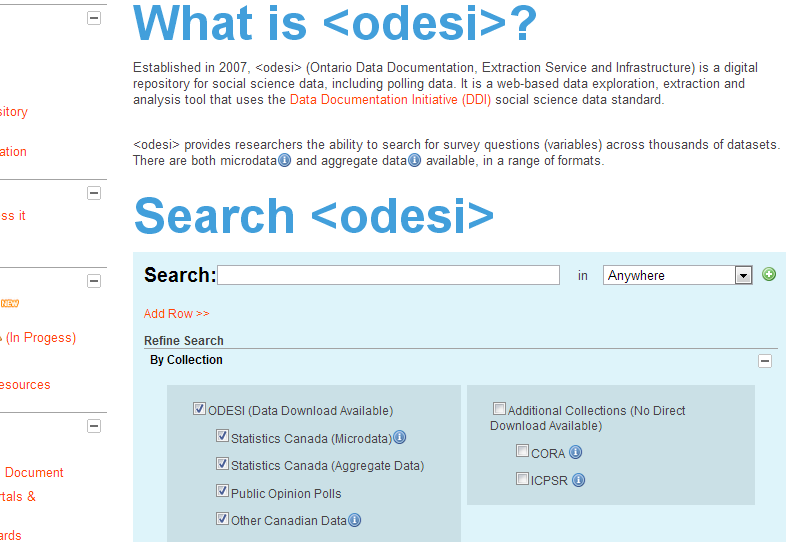 What is <odesi>?
Established in 2007, <odesi> (Ontario Data Documentation, Extraction Service and Infrastructure) is a digital
repository for social science data, including polling data. It is a web-based data exploration, extraction and
analysis tool that uses the Data Documentation Initiative (DDI) social science data standard.
<odesi> provides researchers the ability to search for survey questions (variables) across thousands of datasets.
There are both microdata and aggregate data available, in a range of formats.
Search <odesi>
Search: in Anywhere
Add Row >>
Refine Search
By Collection
ODESI (Data Download Available)
Statistics Canada (Microdata)
Statistics Canada (Aggregate Data)
Public Opinion Polls
Other Canadian Data
Additional Collections (No Direct
Download Available)
CORA
ICPSR
sitory
ation
ss it
NEW
(In Progess)
esources
Document
rtals &
ards